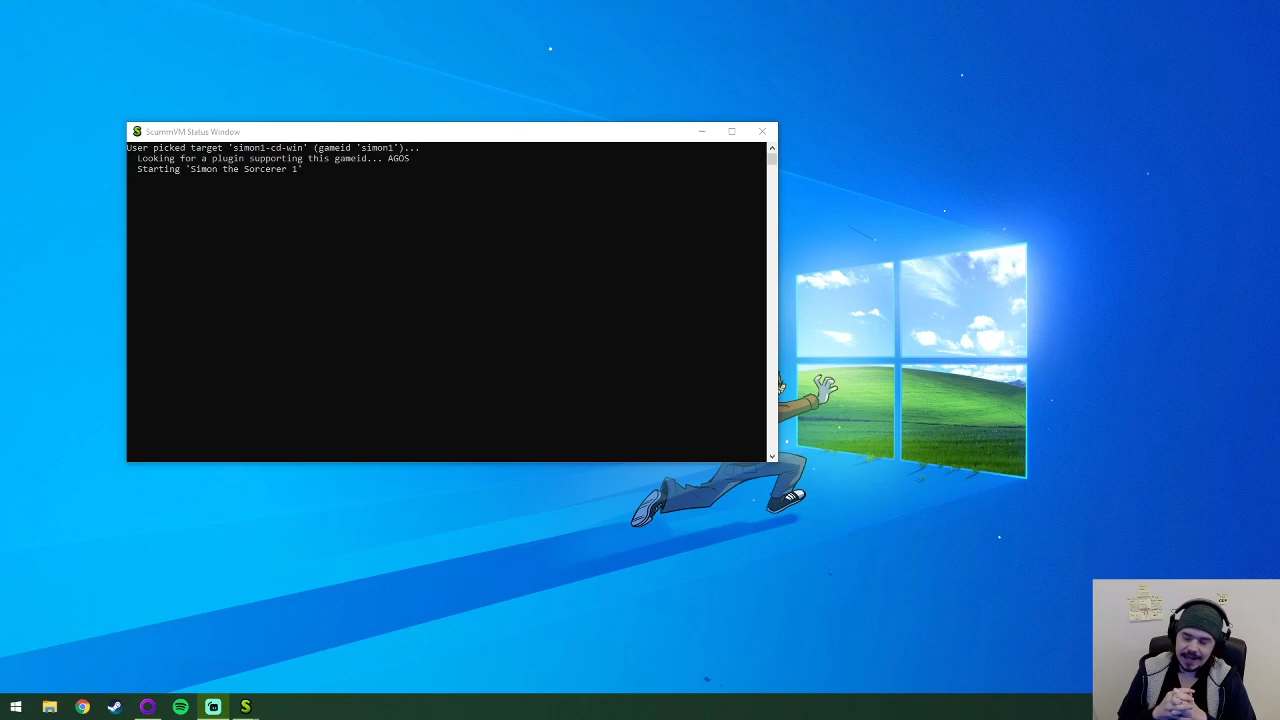 ScummVM Status Window
User picked target 'simon1-cd-win' (gameid 'simon1')...
Looking for a plugin supporting this gameid... AGOS
Starting 'Simon the Sorcerer 1'